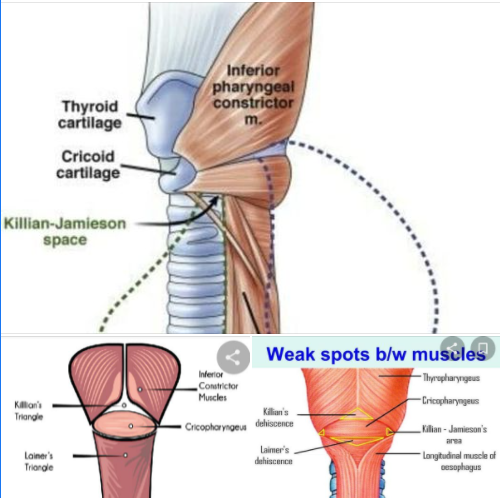 Inferior
pharyngeal
constrictor
m.
Thyroid
cartilage
Cricoid
cartilage
Killian-Jamieson
space
Inferior
Constrictor
Muscles
Killlian's
Triangle
Cricopharyngeus
Laimer's
Triangle
Weak spots b/w muscles
Thyropharyngeus
Cricopharyngeus
Killian's
dehiscence
Killian - Jamieson's
area
Laimer's
dehiscence
Longitudinal muscle of
oesophagus